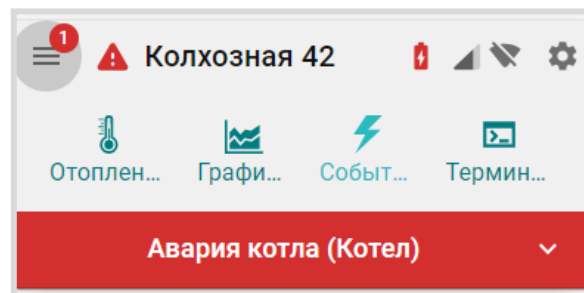 1
Колхозная 42
Отоплен... Графи... Событ... Термин...
Авария котла (Котел)